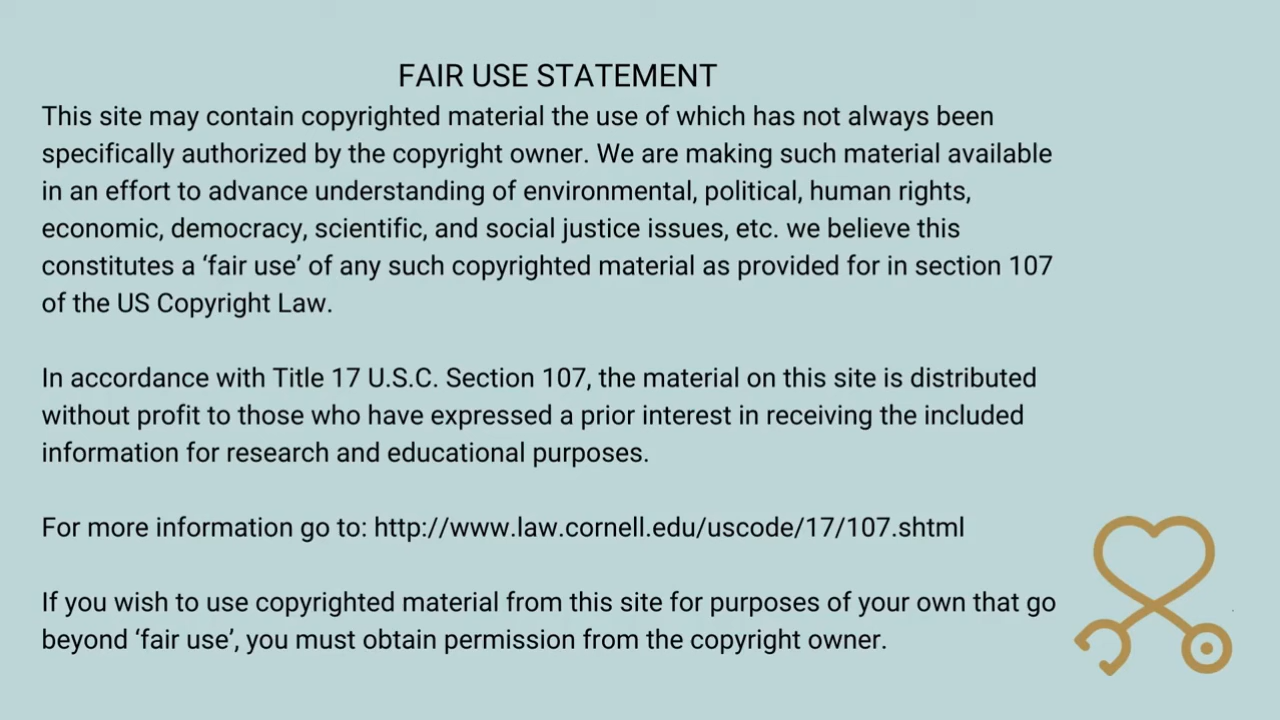 FAIR USE STATEMENT
This site may contain copyrighted material the use of which has not always been
specifically authorized by the copyright owner. We are making such material available
in an effort to advance understanding of environmental, political, human rights,
economic, democracy, scientific, and social justice issues, etc. we believe this
constitutes a ‘fair use’ of any such copyrighted material as provided for in section 107
of the US Copyright Law.
In accordance with Title 17 U.S.C. Section 107, the material on this site is distributed
without profit to those who have expressed a prior interest in receiving the included
information for research and educational purposes.
For more information go to: http://www.law.cornell.edu/uscode/17/107.shtml
If you wish to use copyrighted material from this site for purposes of your own that go
beyond ‘fair use’, you must obtain permission from the copyright owner.